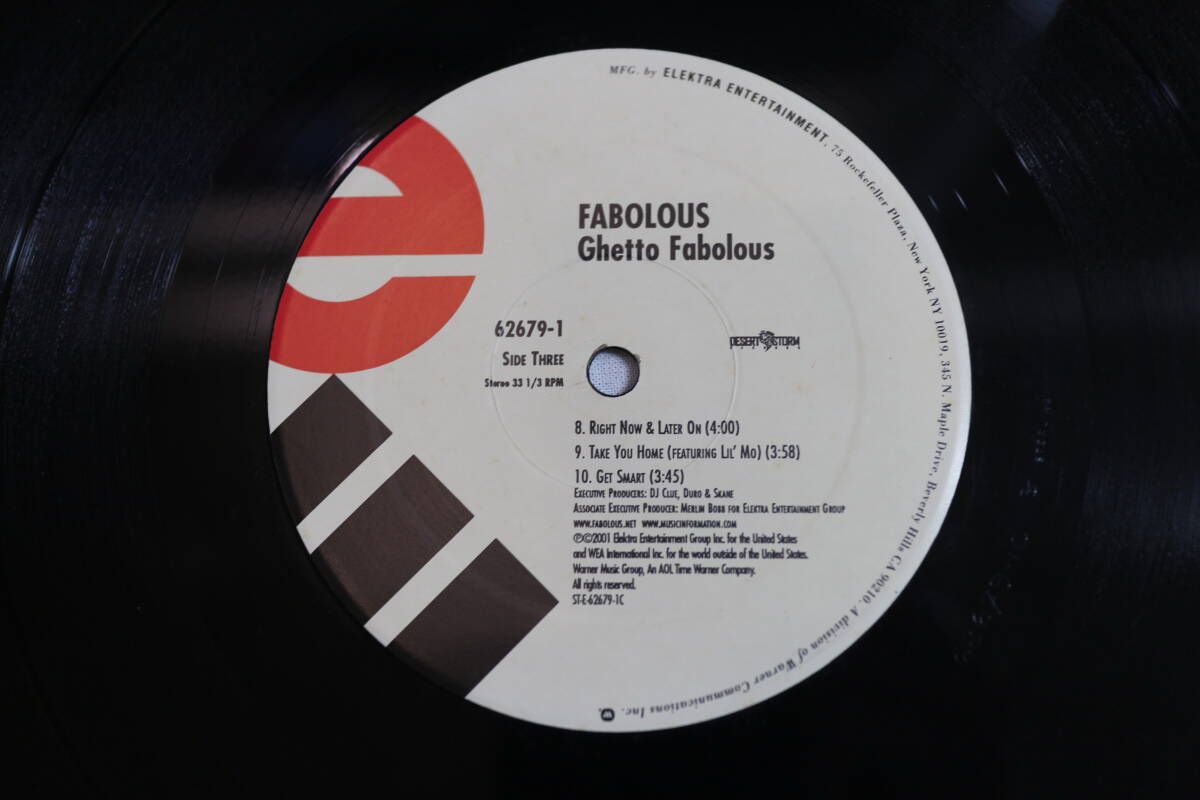 MFG. by ELEKTRA ENTERTAINMENT, 75 Rockefeller Plaza, New York NY 10019, 345 N. Maple Drive, Beverly Hills CA 90210. A division of Warner Communications Inc.
e
FABOLOUS
Ghetto Fabolous
62679-1
SIDE THREE
Stereo 33 1/3 RPM
DESERT STORM
8. RIGHT NOW & LATER ON (4:00)
9. TAKE YOU HOME (FEATURING LIL' MO) (3:58)
10. GET SMART (3:45)
EXECUTIVE PRODUCERS: DJ CLUE, DURO & SKANE
ASSOCIATE EXECUTIVE PRODUCER: MERLIN BOBB FOR ELEKTRA ENTERTAINMENT GROUP
WWW.FABOLOUS.NET WWW.MUSICINFORMATION.COM
℗©2001 Elektra Entertainment Group Inc. for the United States
and WEA International Inc. for the world outside of the United States.
Warner Music Group, An AOL Time Warner Company.
All rights reserved.
ST-E-62679-1C